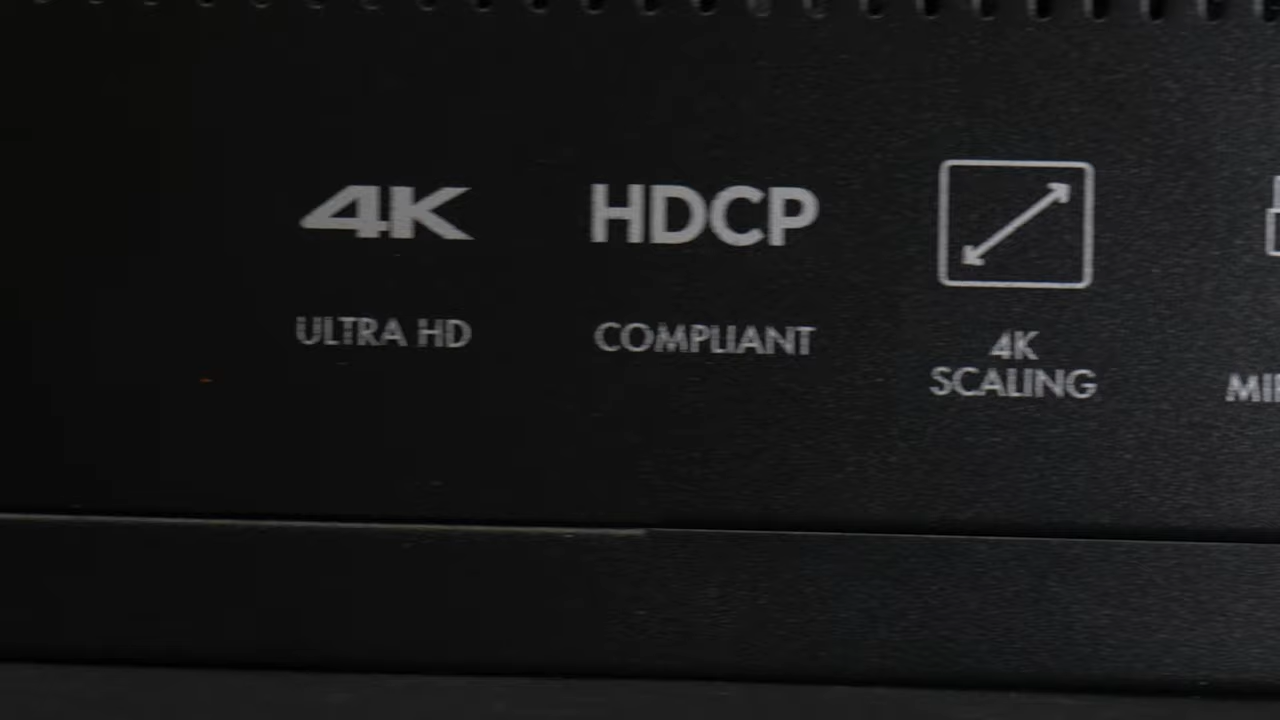 4K
ULTRA HD
HDCP
COMPLIANT
4K
SCALING